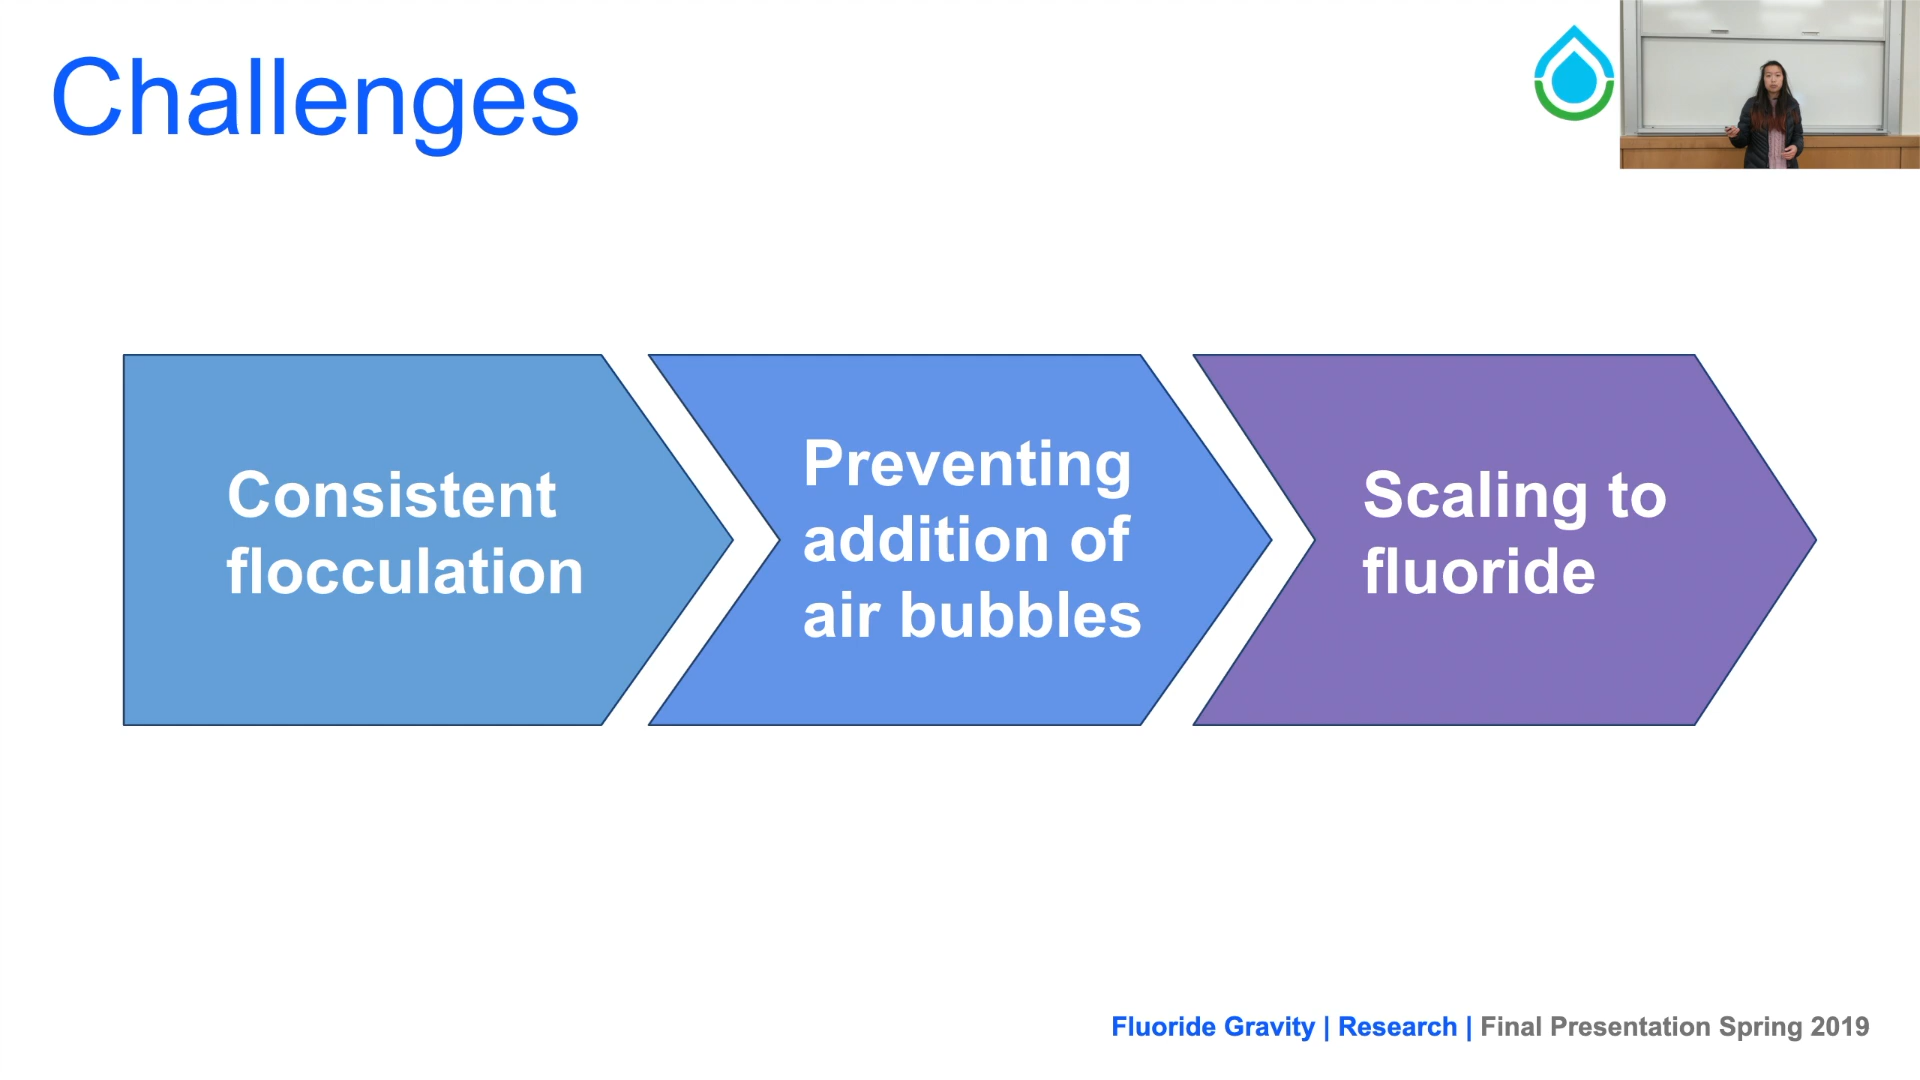 Challenges
Consistent
flocculation
Preventing
addition of
air bubbles
Scaling to
fluoride
Fluoride Gravity | Research | Final Presentation Spring 2019